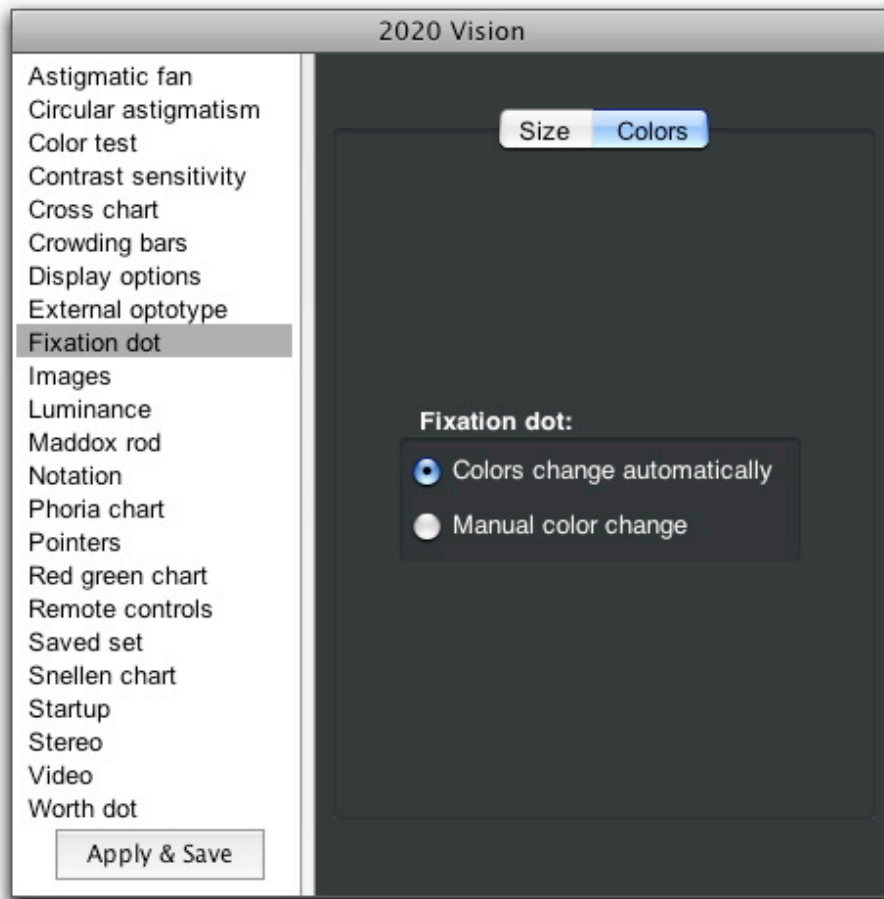 2020 Vision
Astigmatic fan
Circular astigmatism
Color test
Contrast sensitivity
Cross chart
Crowding bars
Display options
External optotype
Fixation dot
Images
Luminance
Maddox rod
Notation
Phoria chart
Pointers
Red green chart
Remote controls
Saved set
Snellen chart
Startup
Stereo
Video
Worth dot
Apply & Save
Size Colors
Fixation dot:
Colors change automatically
Manual color change